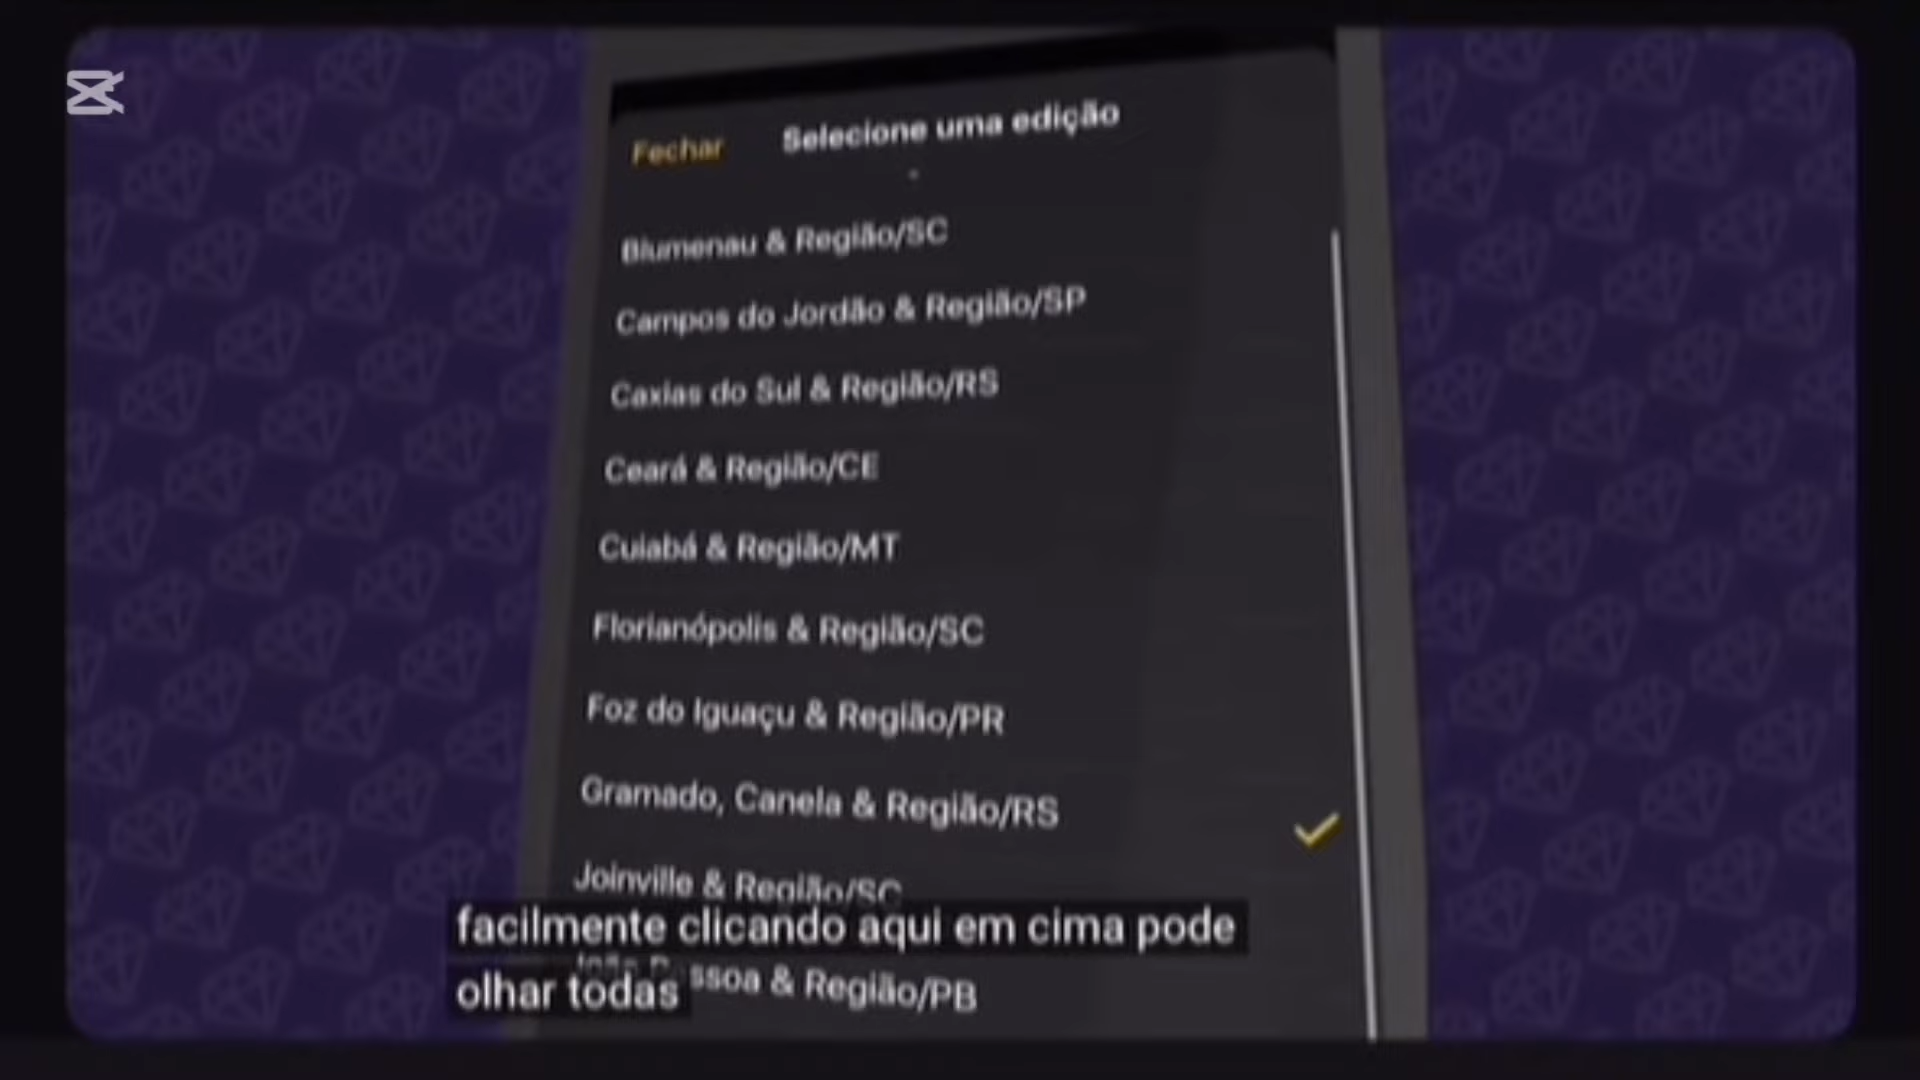 Fechar Selecione uma edição
Blumenau & Região/SC
Campos do Jordão & Região/SP
Caxias do Sul & Região/RS
Ceará & Região/CE
Cuiabá & Região/MT
Florianópolis & Região/SC
Foz do Iguaçu & Região/PR
Gramado, Canela & Região/RS
Joinville & Região/SC
João Pessoa & Região/PB
facilmente clicando aqui em cima pode
olhar todas